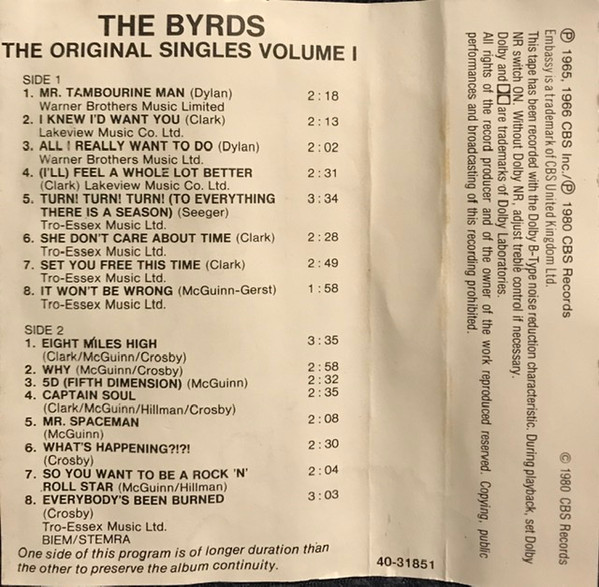 THE BYRDS
THE ORIGINAL SINGLES VOLUME I
SIDE 1
1. MR. TAMBOURINE MAN (Dylan) 2:18
Warner Brothers Music Limited
2. I KNEW I'D WANT YOU (Clark) 2:13
Lakeview Music Co. Ltd.
3. ALL I REALLY WANT TO DO (Dylan) 2:02
Warner Brothers Music Ltd.
4. (I'LL) FEEL A WHOLE LOT BETTER 2:31
(Clark) Lakeview Music Co. Ltd.
5. TURN! TURN! TURN! (TO EVERYTHING 3:34
THERE IS A SEASON) (Seeger)
Tro-Essex Music Ltd.
6. SHE DON'T CARE ABOUT TIME (Clark) 2:28
Tro-Essex Music Ltd.
7. SET YOU FREE THIS TIME (Clark) 2:49
Tro-Essex Music Ltd.
8. IT WON'T BE WRONG (McGuinn-Gerst) 1:58
Tro-Essex Music Ltd.
SIDE 2
1. EIGHT MILES HIGH 3:35
(Clark/McGuinn/Crosby)
2. WHY (McGuinn/Crosby) 2:58
3. 5D (FIFTH DIMENSION) (McGuinn) 2:32
4. CAPTAIN SOUL 2:35
(Clark/McGuinn/Hillman/Crosby)
5. MR. SPACEMAN 2:08
(McGuinn)
6. WHAT'S HAPPENING?!?! 2:30
(Crosby)
7. SO YOU WANT TO BE A ROCK 'N' 2:04
ROLL STAR (McGuinn/Hillman)
8. EVERYBODY'S BEEN BURNED 3:03
(Crosby)
Tro-Essex Music Ltd.
BIEM/STEMRA
One side of this program is of longer duration than
the other to preserve the album continuity.
40-31851
℗ 1965, 1966 CBS Inc./℗ 1980 CBS Records © 1980 CBS Records
Embassy is a trademark of CBS United Kingdom Ltd.
This tape has been recorded with the Dolby B-Type noise reduction characteristic. During playback, set Dolby
NR switch ON. Without Dolby NR, adjust treble control if necessary.
Dolby and are trademarks of Dolby Laboratories.
All rights of the record producer and of the owner of the work reproduced reserved. Copying, public
performances and broadcasting of this recording prohibited.